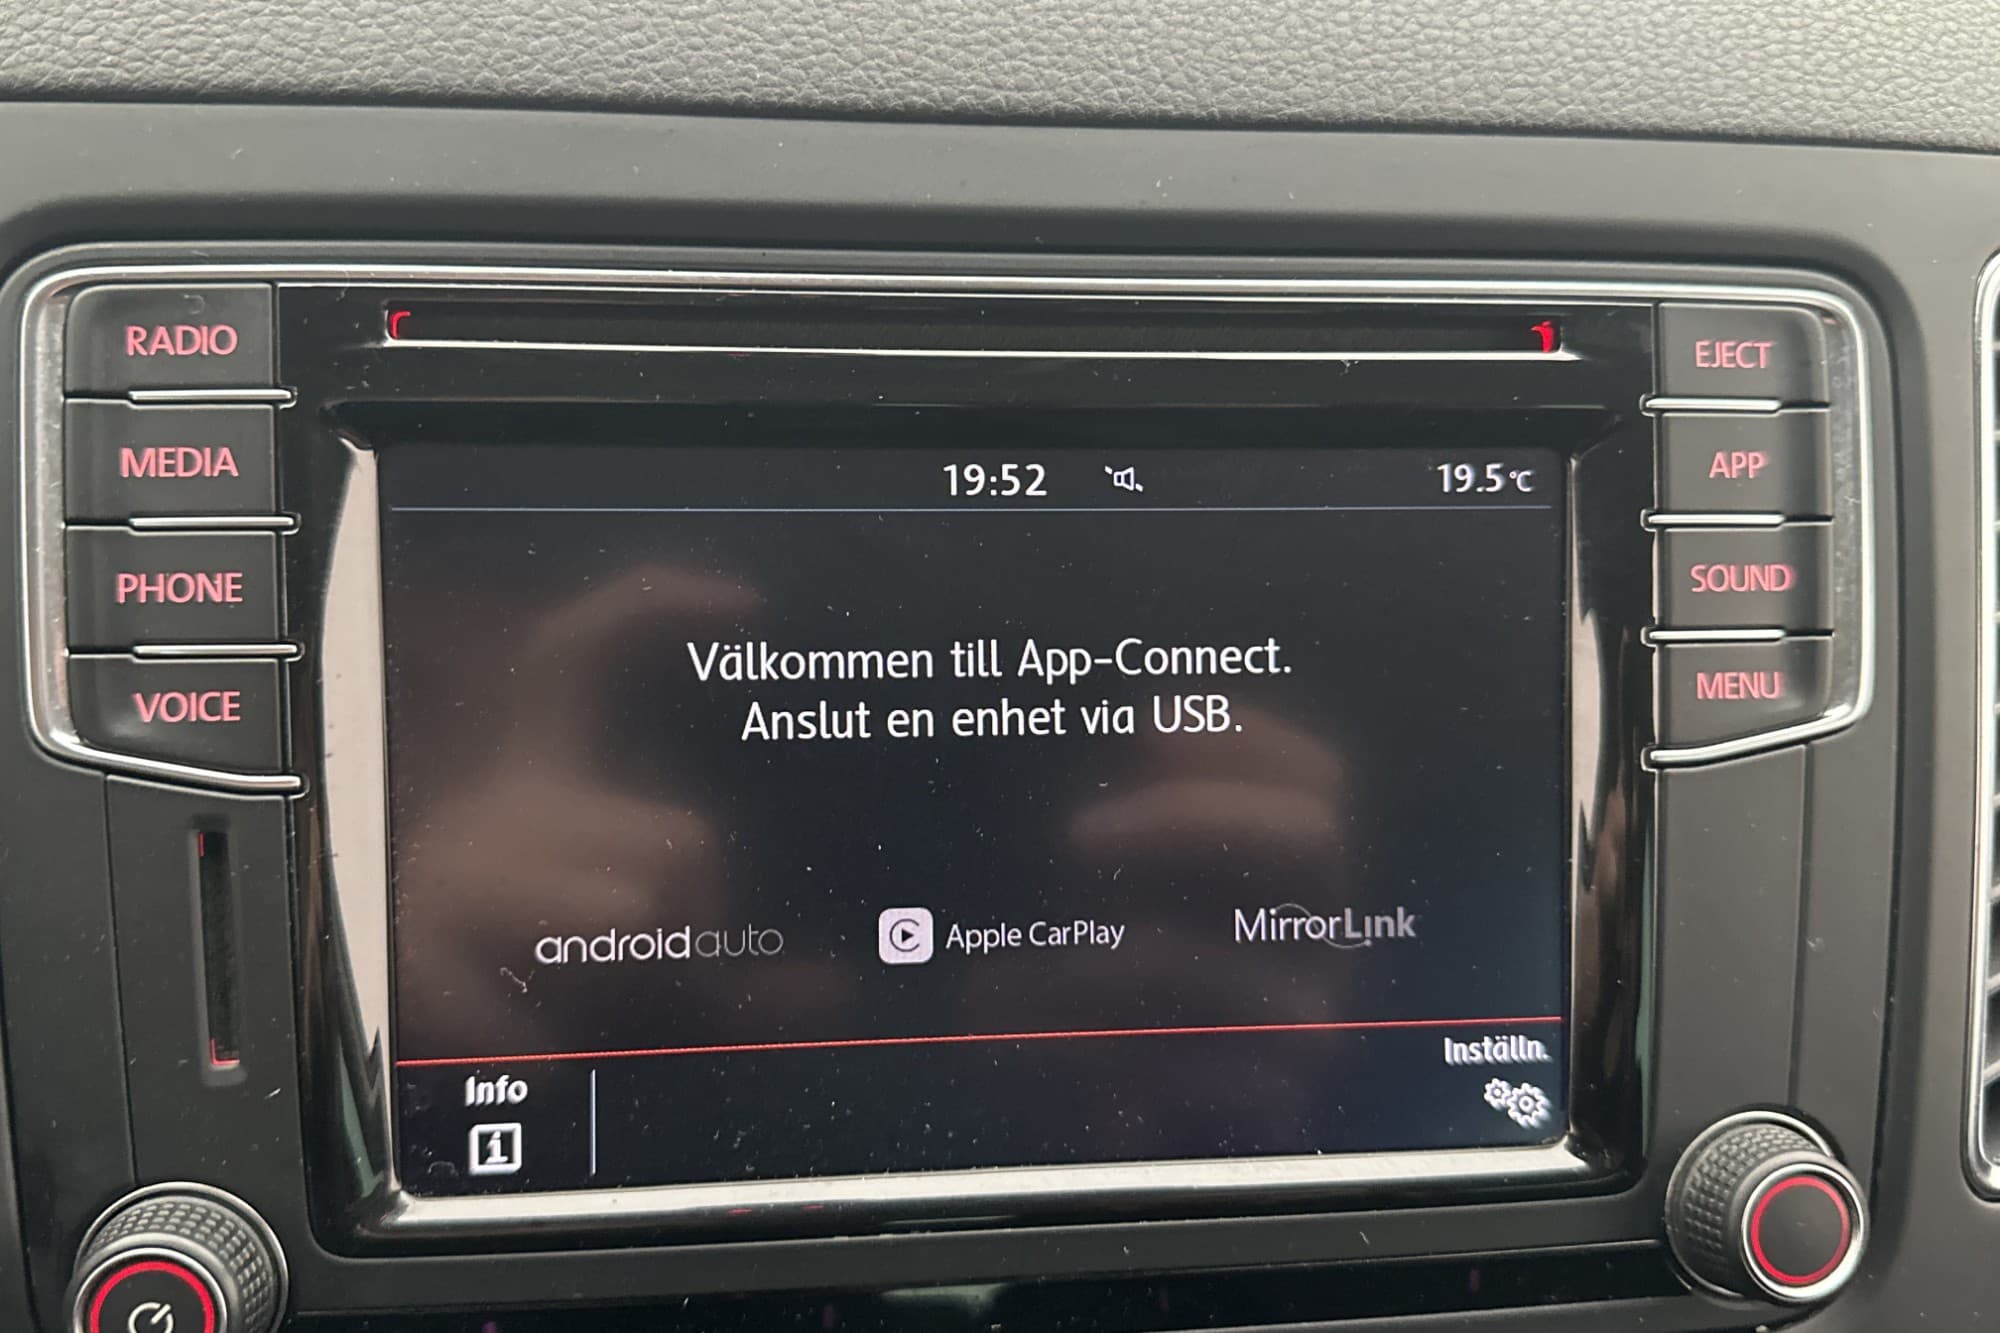 RADIO
MEDIA
PHONE
VOICE
EJECT
APP
SOUND
MENU
19:52
19.5°C
Välkommen till App-Connect.
Anslut en enhet via USB.
androidauto
Apple CarPlay
MirrorLink
Info
Inställn.